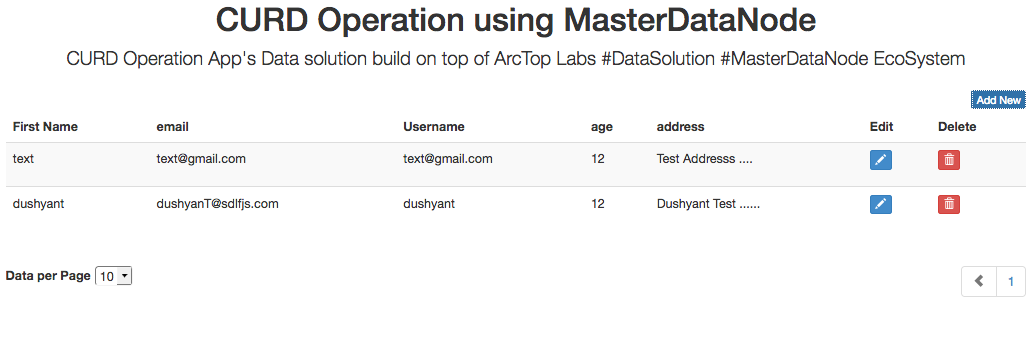 CURD Operation using MasterDataNode
CURD Operation App's Data solution build on top of ArcTop Labs #DataSolution #MasterDataNode EcoSystem
Add New
First Name email Username age address Edit Delete
text text@gmail.com text@gmail.com 12 Test Addresss ....
dushyant dushyanT@sdlfjs.com dushyant 12 Dushyant Test ......
Data per Page 10 1